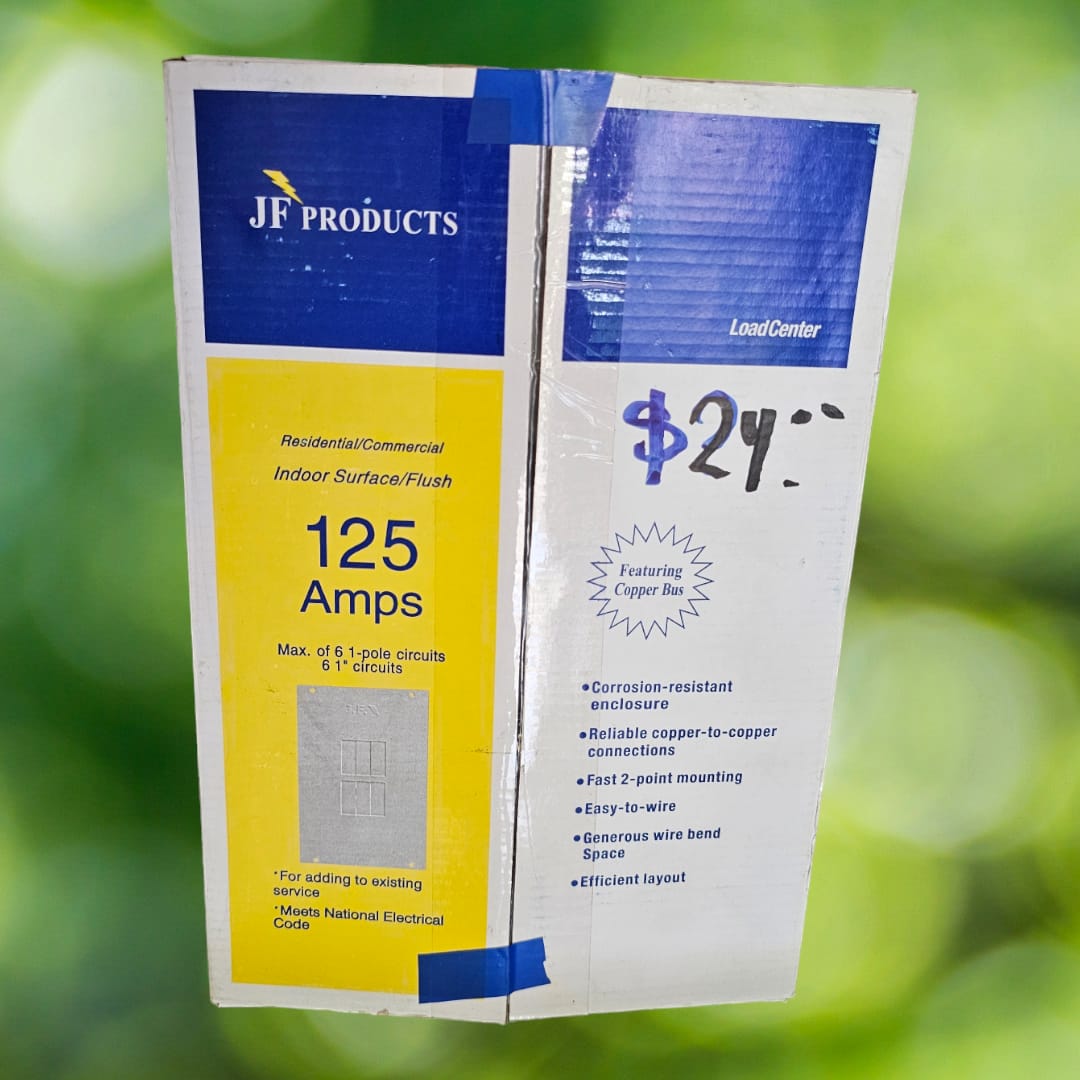 JF PRODUCTS
Residential/Commercial
Indoor Surface/Flush
125
Amps
Max. of 6 1-pole circuits
6 1" circuits
*For adding to existing
service
*Meets National Electrical
Code
LoadCenter
$24
Featuring
Copper Bus
•Corrosion-resistant
enclosure
•Reliable copper-to-copper
connections
•Fast 2-point mounting
•Easy-to-wire
•Generous wire bend
Space
•Efficient layout